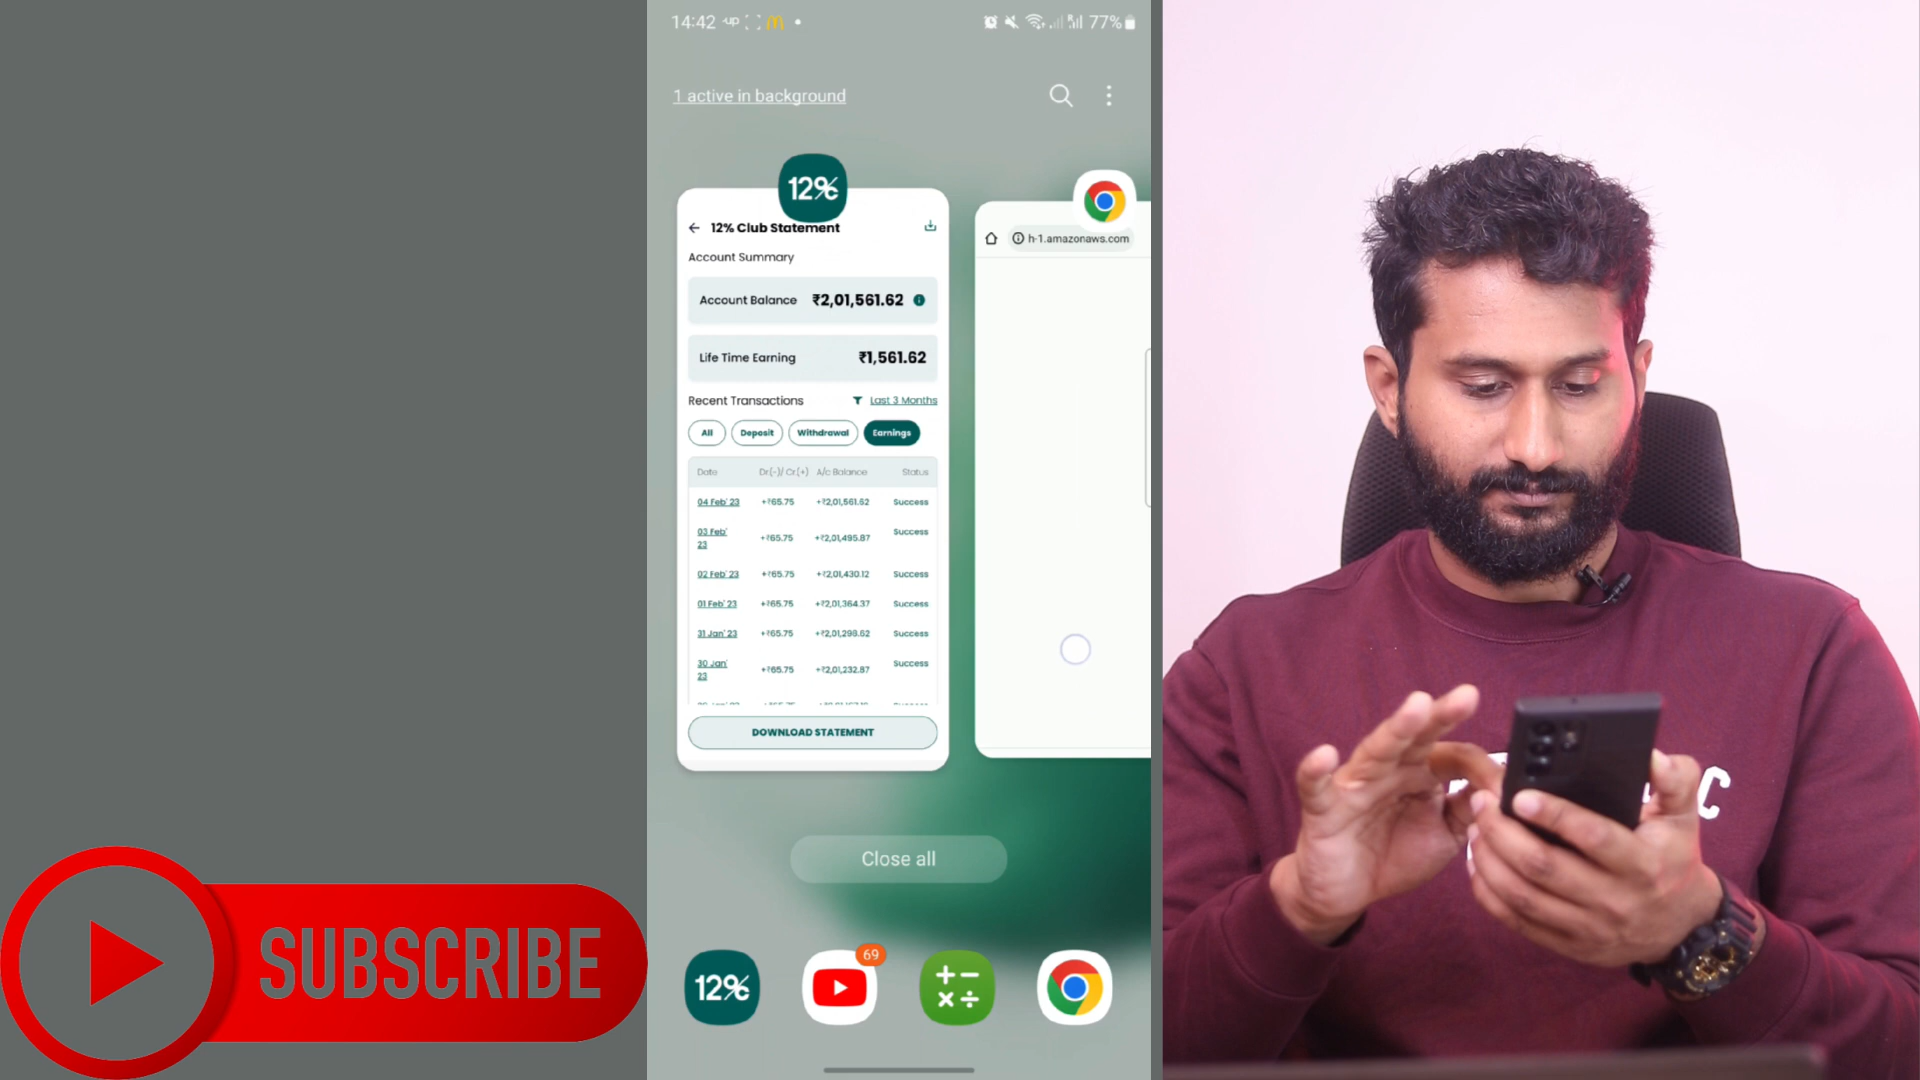 14:42 up 77%
1 active in background
12%
12% Club Statement
h-1.amazonaws.com
Account Summary
Account Balance ₹2,01,561.62
Life Time Earning ₹1,561.62
Recent Transactions Last 3 Months
All Deposit Withdrawal Earnings
Date Dr(-)/ Cr(+) A/c Balance Status
04 Feb' 23 +₹65.75 +₹2,01,561.62 Success
03 Feb' 23 +₹65.75 +₹2,01,495.87 Success
02 Feb' 23 +₹65.75 +₹2,01,430.12 Success
01 Feb' 23 +₹65.75 +₹2,01,364.37 Success
31 Jan' 23 +₹65.75 +₹2,01,298.62 Success
30 Jan' 23 +₹65.75 +₹2,01,232.87 Success
DOWNLOAD STATEMENT
Close all
SUBSCRIBE
12%
69